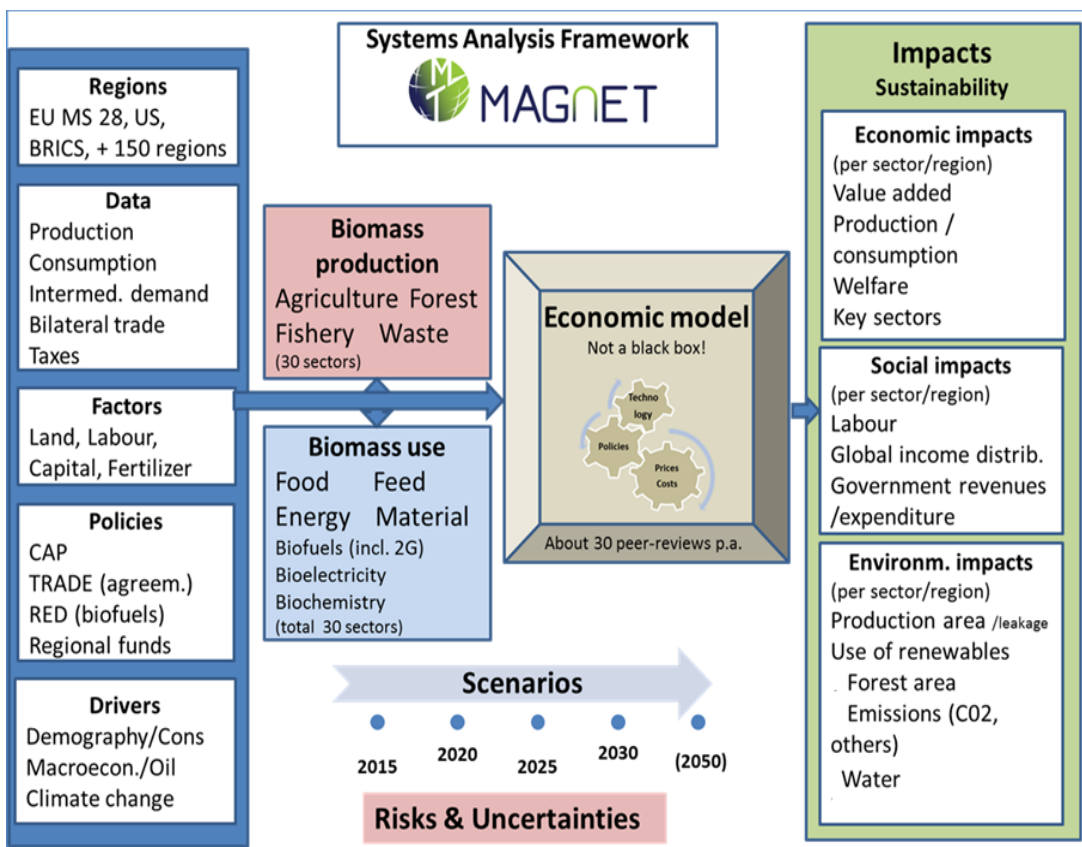 Systems Analysis Framework
MAGNET
Regions
EU MS 28, US,
BRICS, + 150 regions
Data
Production
Consumption
Intermed. demand
Bilateral trade
Taxes
Factors
Land, Labour,
Capital, Fertilizer
Policies
CAP
TRADE (agreem.)
RED (biofuels)
Regional funds
Drivers
Demography/Cons
Macroecon./Oil
Climate change
Biomass
production
Agriculture Forest
Fishery Waste
(30 sectors)
Biomass use
Food Feed
Energy Material
Biofuels (incl. 2G)
Bioelectricity
Biochemistry
(total 30 sectors)
Economic model
Not a black box!
Techno
logy
Policies
Prices
Costs
About 30 peer-reviews p.a.
Scenarios
2015
2020
2025
2030
(2050)
Risks & Uncertainties
Impacts
Sustainability
Economic impacts
(per sector/region)
Value added
Production /
consumption
Welfare
Key sectors
Social impacts
(per sector/region)
Labour
Global income distrib.
Government revenues
/expenditure
Environm. impacts
(per sector/region)
Production area /leakage
Use of renewables
Forest area
Emissions (C02,
others)
Water